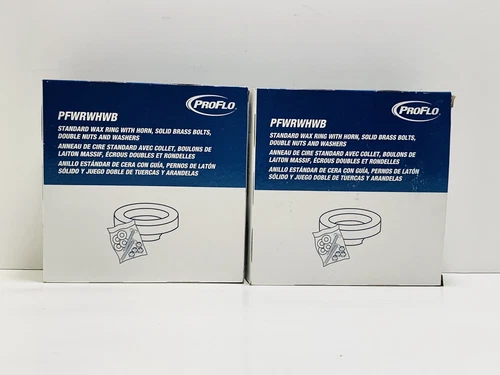 PROFLO
PFWRWHWB
STANDARD WAX RING WITH HORN, SOLID BRASS BOLTS,
DOUBLE NUTS AND WASHERS
ANNEAU DE CIRE STANDARD AVEC COLLET, BOULONS DE
LAITON MASSIF, ÉCROUS DOUBLES ET RONDELLES
ANILLO ESTÁNDAR DE CERA CON GUÍA, PERNOS DE LATÓN
SÓLIDO Y JUEGO DOBLE DE TUERCAS Y ARANDELAS
PROFLO
PFWRWHWB
STANDARD WAX RING WITH HORN, SOLID BRASS BOLTS,
DOUBLE NUTS AND WASHERS
ANNEAU DE CIRE STANDARD AVEC COLLET, BOULONS DE
LAITON MASSIF, ÉCROUS DOUBLES ET RONDELLES
ANILLO ESTÁNDAR DE CERA CON GUÍA, PERNOS DE LATÓN
SÓLIDO Y JUEGO DOBLE DE TUERCAS Y ARANDELAS